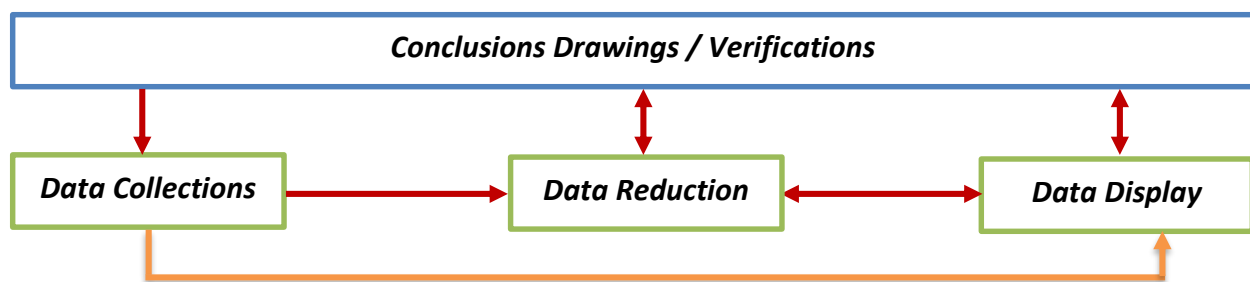 Conclusions Drawings / Verifications
Data Collections
Data Reduction
Data Display